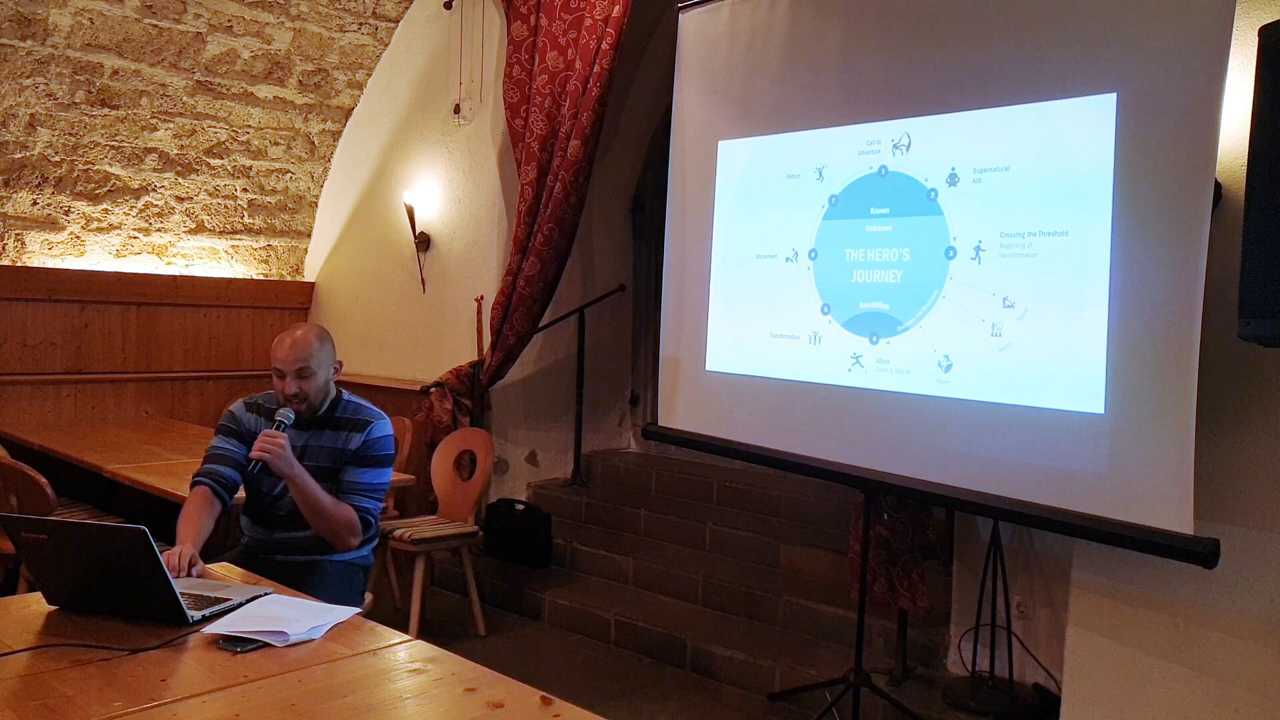 Call to
Adventure
Return
Supernatural
Aid
Known
Unknown
Crossing the Threshold
Beginning of
transformation
THE HERO'S
JOURNEY
Atonement
Revelation
Transformation
Abyss
Death & Rebirth